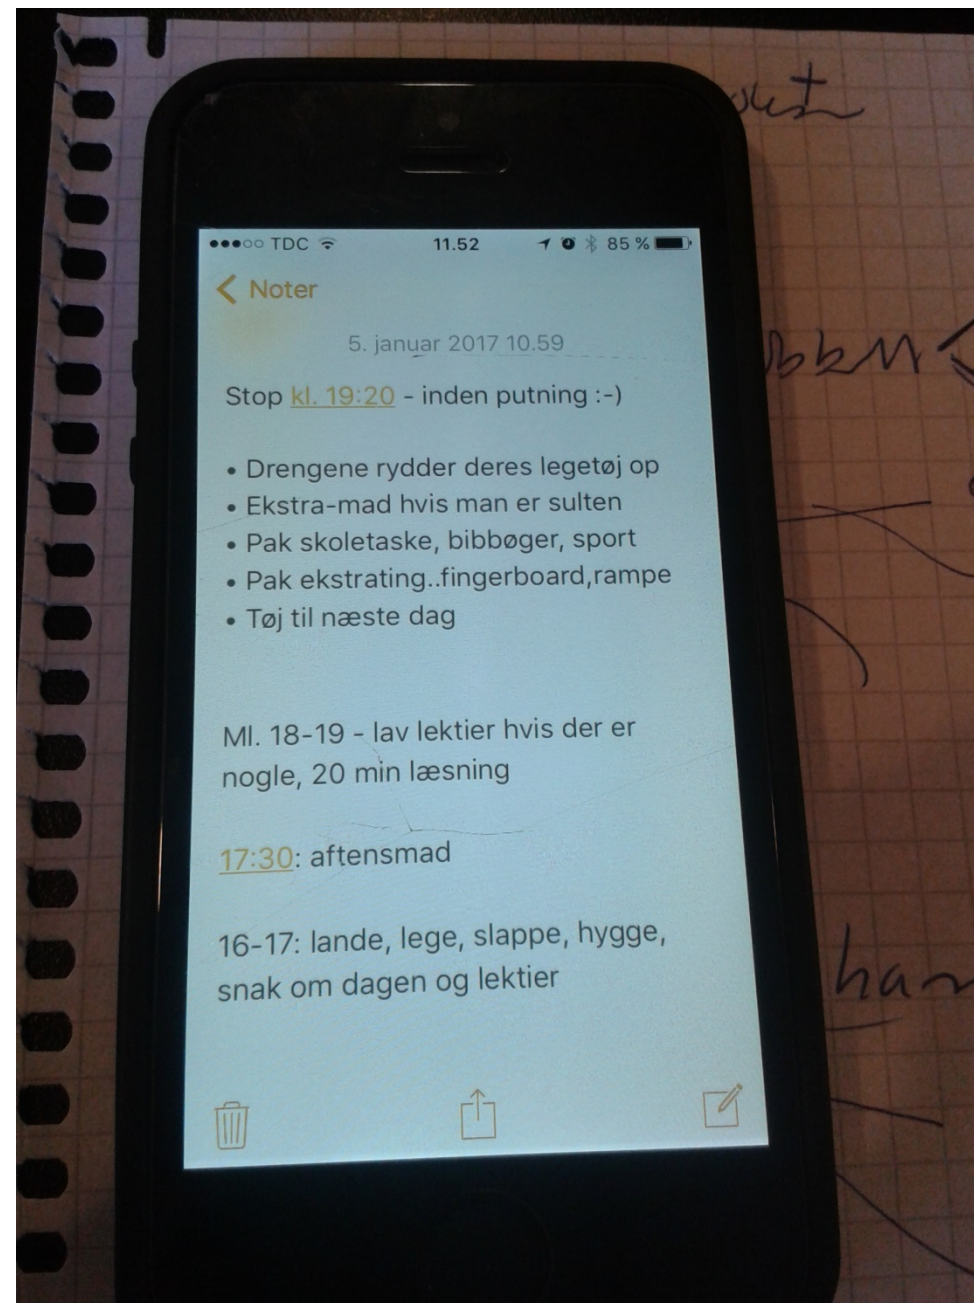 TDC 11.52 85 %
Noter
5. januar 2017 10.59
Stop kl. 19:20 - inden putning :-)
• Drengene rydder deres legetøj op
• Ekstra-mad hvis man er sulten
• Pak skoletaske, bibbøger, sport
• Pak ekstrating..fingerboard,rampe
• Tøj til næste dag
Ml. 18-19 - lav lektier hvis der er
nogle, 20 min læsning
17:30: aftensmad
16-17: lande, lege, slappe, hygge,
snak om dagen og lektier